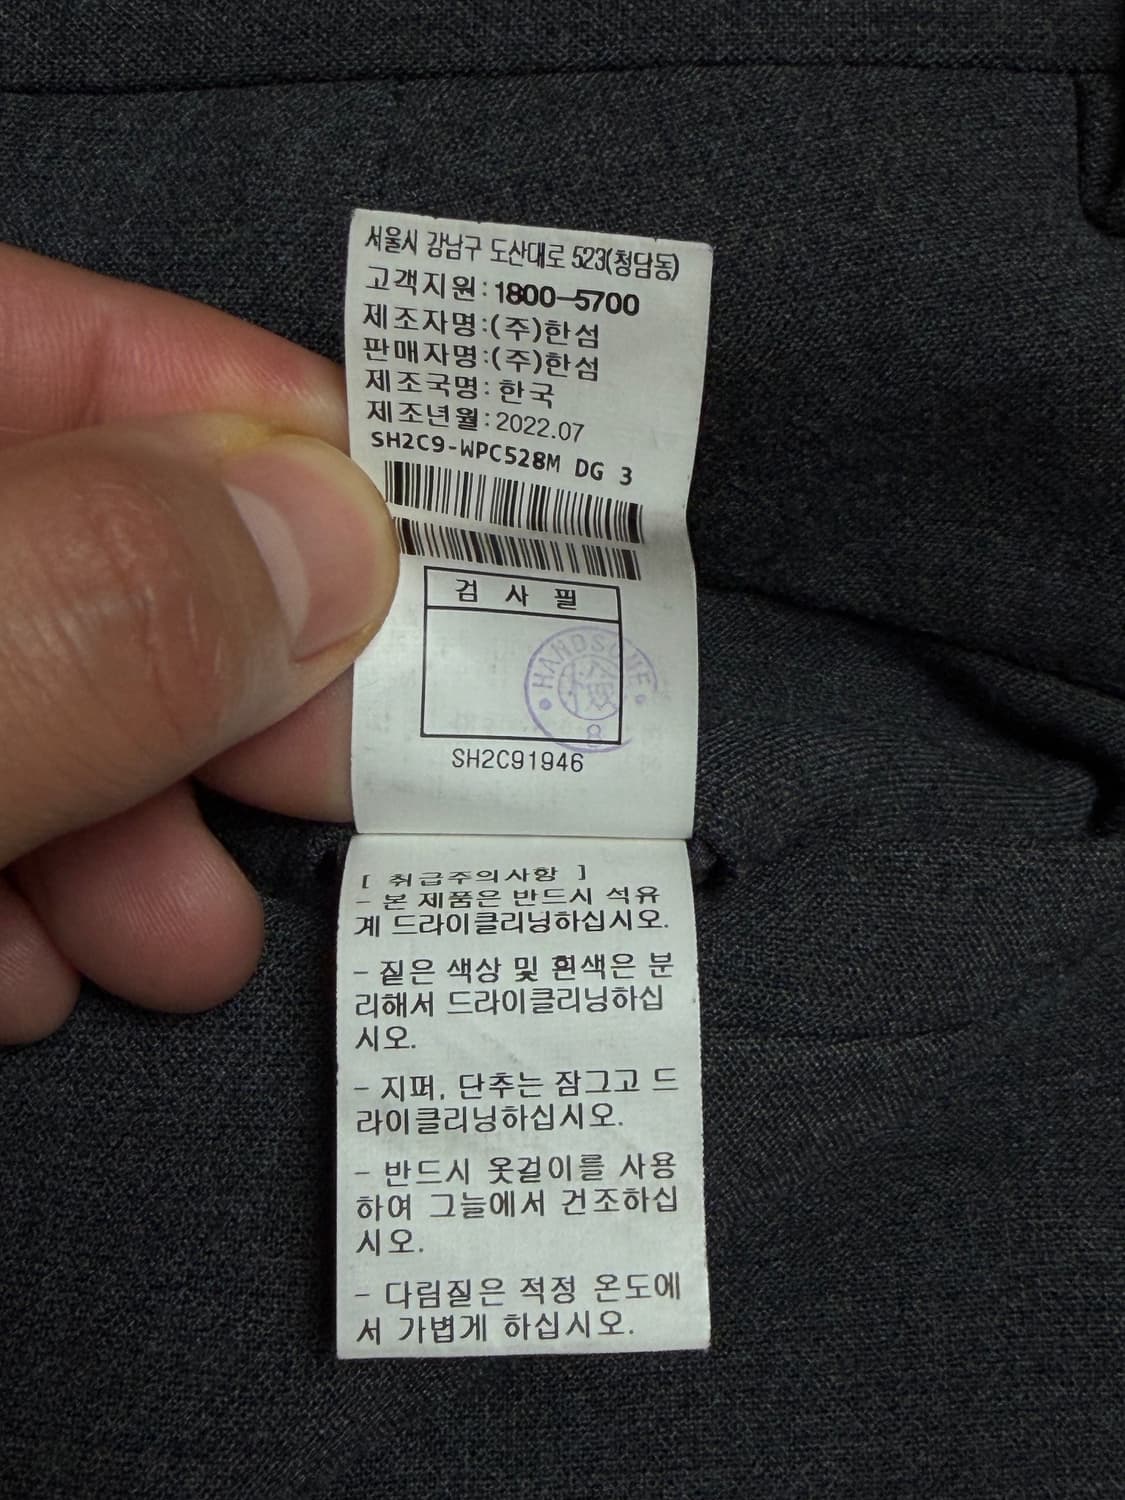 서울시 강남구 도산대로 523(청담동)
고객지원:1800-5700
제조자명:(주)한섬
판매자명:(주)한섬
제조국명:한국
제조년월:2022.07
SH2C9-WPC528M DG 3
검 사 필
HANDSOME
8
SH2C91946
[ 취급주의사항 ]
- 본 제품은 반드시 석유
계 드라이클리닝하십시오.
- 짙은 색상 및 흰색은 분
리해서 드라이클리닝하십
시오.
- 지퍼, 단추는 잠그고 드
라이클리닝하십시오.
- 반드시 옷걸이를 사용
하여 그늘에서 건조하십
시오.
- 다림질은 적정 온도에
서 가볍게 하십시오.